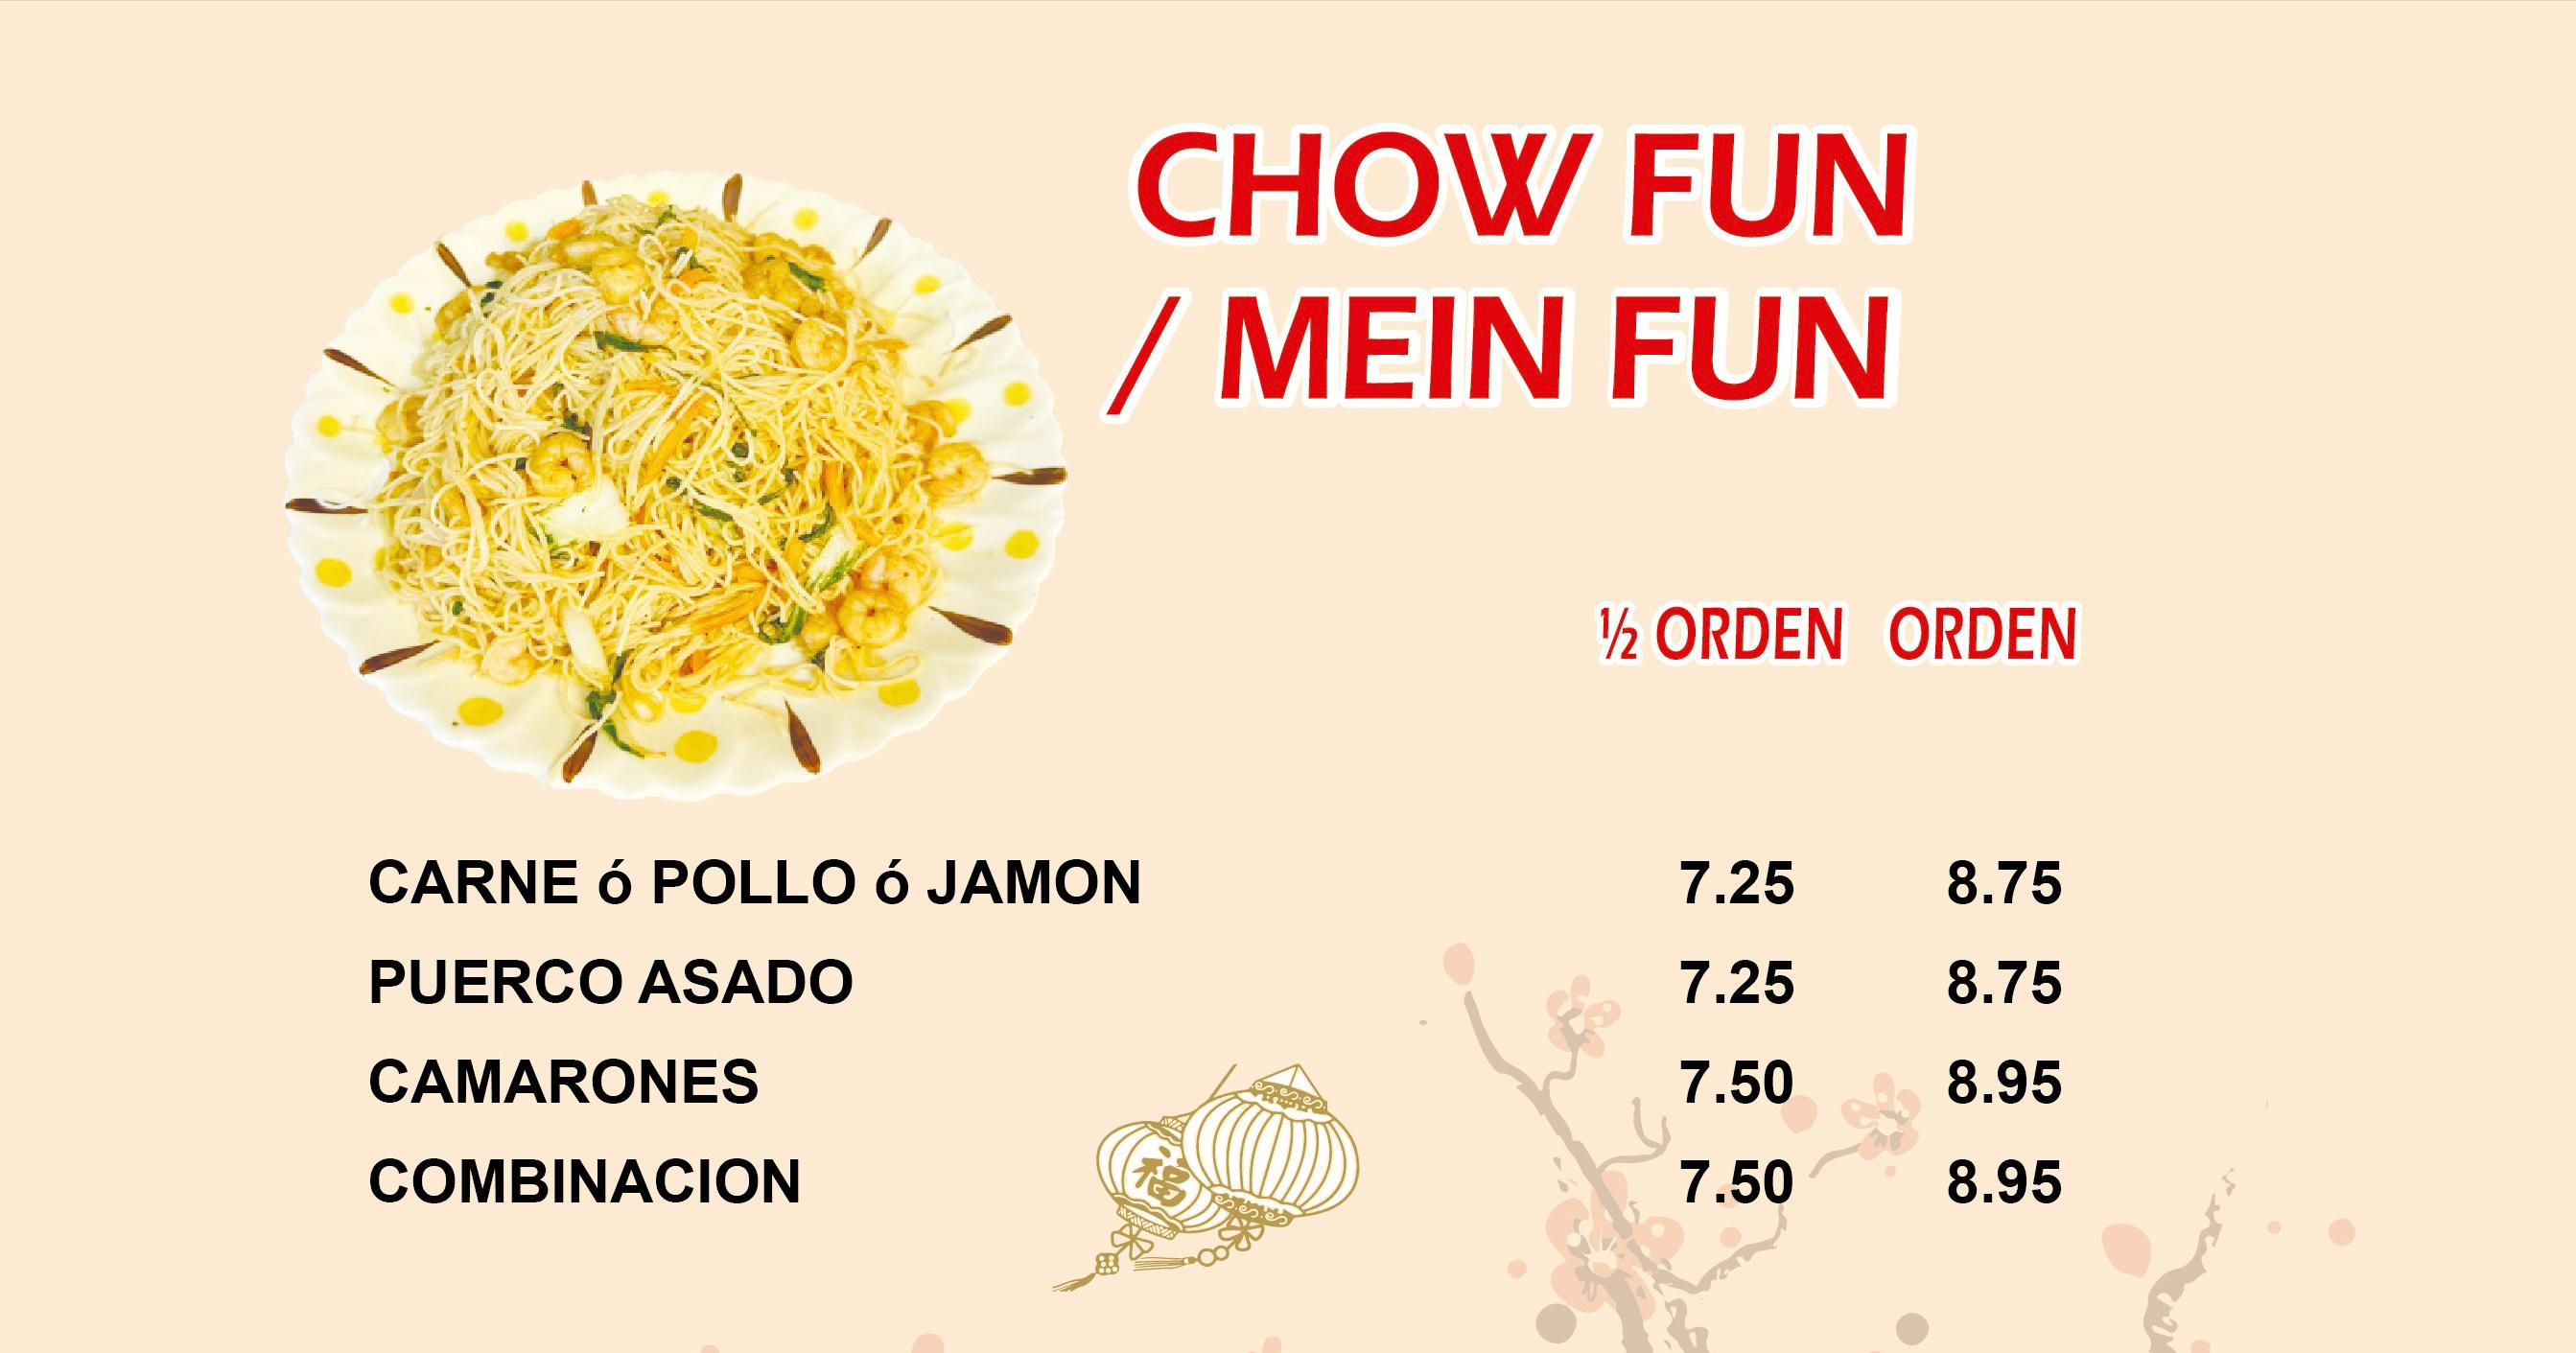 CHOW FUN
/ MEIN FUN
½ ORDEN ORDEN
CARNE ó POLLO ó JAMON 7.25 8.75
PUERCO ASADO 7.25 8.75
CAMARONES 7.50 8.95
COMBINACION 7.50 8.95
福